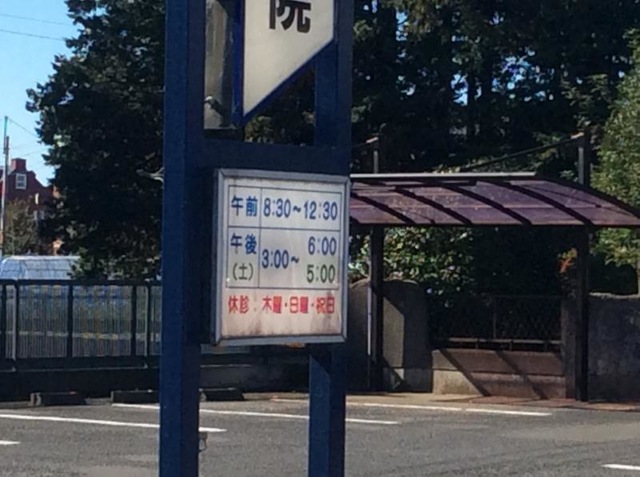 院
午前 8:30~12:30
午後 3:00~ 6:00
(土) 5:00
休診:木曜・日曜・祝日